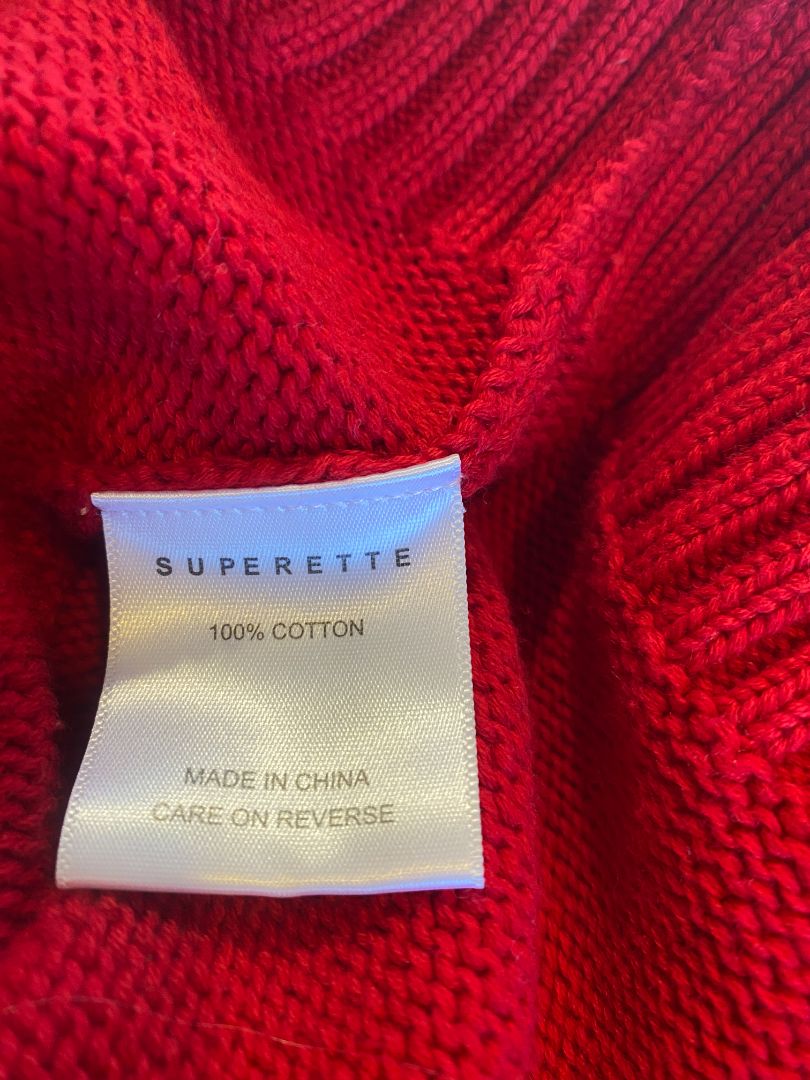 SUPERETTE
100% COTTON
MADE IN CHINA
CARE ON REVERSE